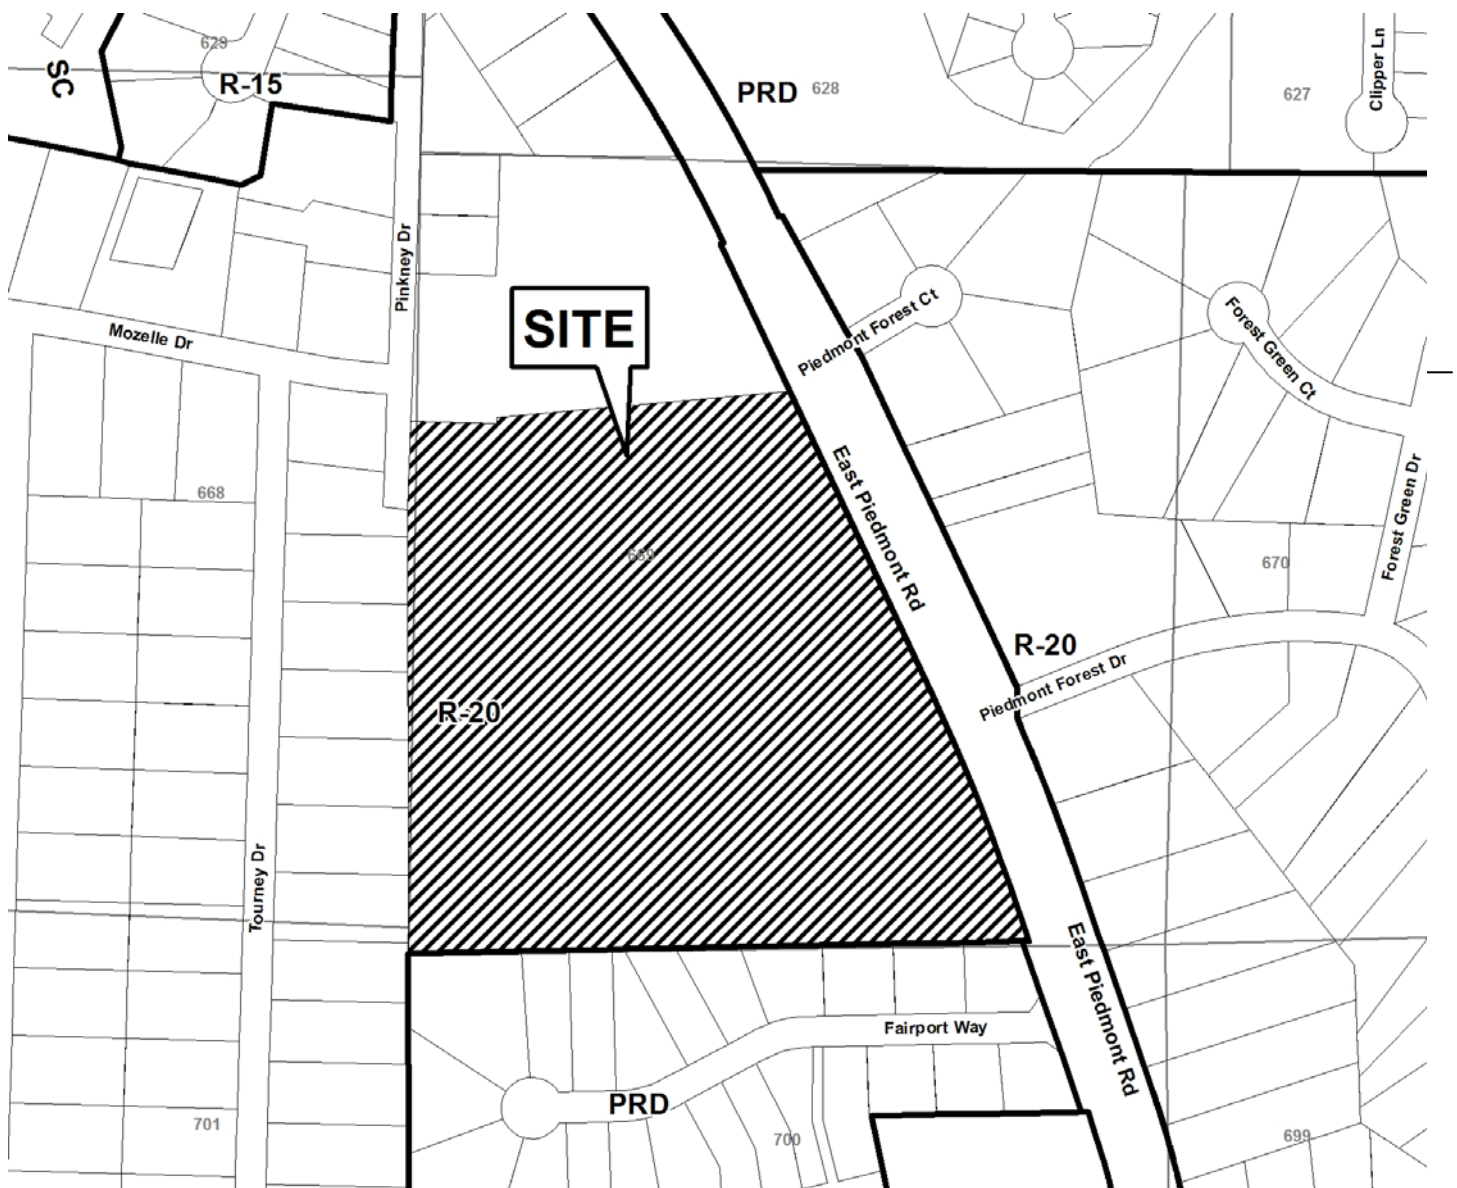 629
SC
R-15
PRD
628
627
Clipper Ln
Pinkney Dr
Mozelle Dr
SITE
Piedmont Forest Ct
Forest Green Ct
East Piedmont Rd
Forest Green Dr
668
669
670
R-20
Piedmont Forest Dr
R-20
Tourney Dr
East Piedmont Rd
Fairport Way
PRD
701
700
699